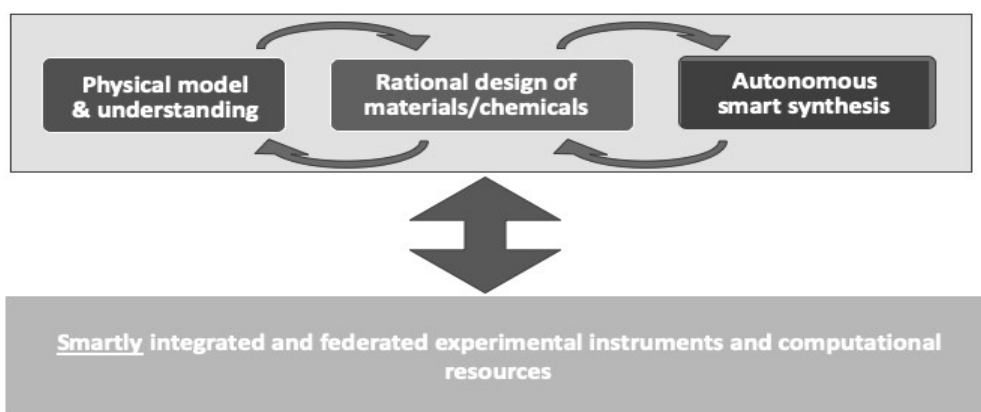 Physical model
& understanding
Rational design of
materials/chemicals
Autonomous
smart synthesis
Smartly integrated and federated experimental instruments and computational
resources